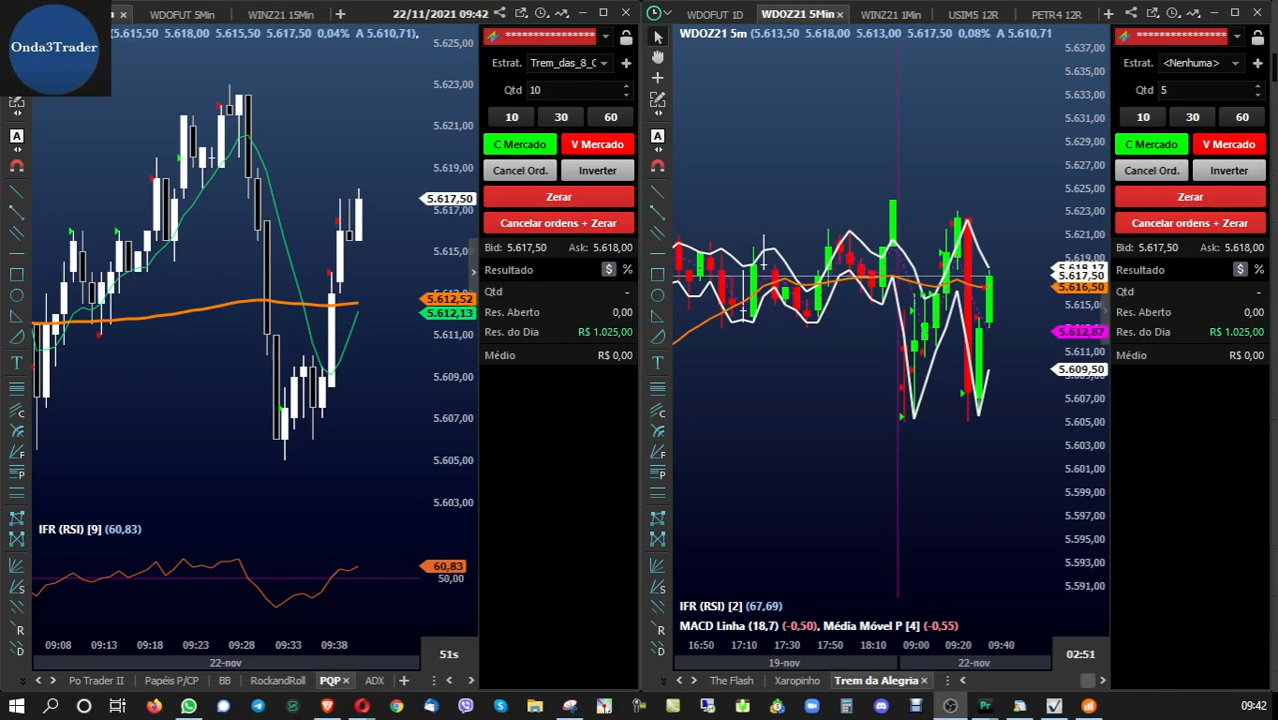 Onda3Trader
n
WDOFUT 5Min
WINZ21 15Min
22/11/2021 09:42
(5.615,50 5.618,00 5.615,50 5.617,50 0,04% A 5.610,71),
5.625,00
5.623,00
5.621,00
5.619,00
5.617,50
5.617,00
5.615,00
5.612,52
5.612,13
5.611,00
5.609,00
5.607,00
5.605,00
5.603,00
IFR (RSI) [9] (60,83)
60,83
50,00
09:08 09:13 09:18 09:23 09:28 09:33 09:38
22-nov
51s
Po Trader II
Papéis P/CP
BB
RockandRoll
PQP
ADX
*****************
Estrat. Trem_das_8_C
Qtd 10
10 30 60
C Mercado V Mercado
Cancel Ord. Inverter
Zerar
Cancelar ordens + Zerar
Bid: 5.617,50 Ask: 5.618,00
Resultado $ %
Qtd -
Res. Aberto 0,00
Res. do Dia R$ 1.025,00
Médio R$ 0,00
WDOFUT 1D
WDOZ21 5Min
WINZ21 1Min
USIM5 12R
PETR4 12R
WDOZ21 5m (5.613,50 5.618,00 5.613,00 5.617,50 0,08% A 5.610,71
5.637,00
5.635,00
5.633,00
5.631,00
5.629,00
5.627,00
5.625,00
5.623,00
5.621,00
5.619,00
5.618,17
5.617,50
5.616,50
5.615,00
5.612,87
5.611,00
5.609,50
5.607,00
5.605,00
5.603,00
5.601,00
5.599,00
5.597,00
5.595,00
5.593,00
5.591,00
IFR (RSI) [2] (67,69)
MACD Linha (18,7) (-0,50), Média Móvel P [4] (-0,55)
16:50 17:10 17:30 17:50 18:10 09:00 09:20 09:40
19-nov 22-nov
02:51
The Flash
Xaropinho
Trem da Alegria
*****************
Estrat. <Nenhuma>
Qtd 5
10 30 60
C Mercado V Mercado
Cancel Ord. Inverter
Zerar
Cancelar ordens + Zerar
Bid: 5.617,50 Ask: 5.618,00
Resultado $ %
Qtd -
Res. Aberto 0,00
Res. do Dia R$ 1.025,00
Médio R$ 0,00
09:42